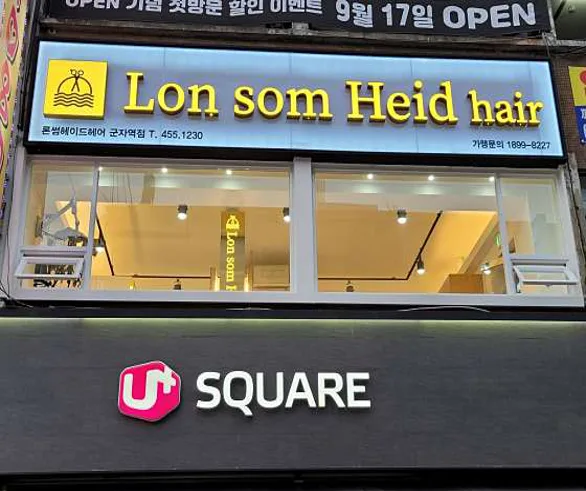 OPEN 기념 첫방문 할인 이벤트 9월 17일 OPEN
Lon som Heid hair
론썸헤이드헤어 군자역점 T. 455.1230
가맹문의 1899-8227
Lon som
U+ SQUARE